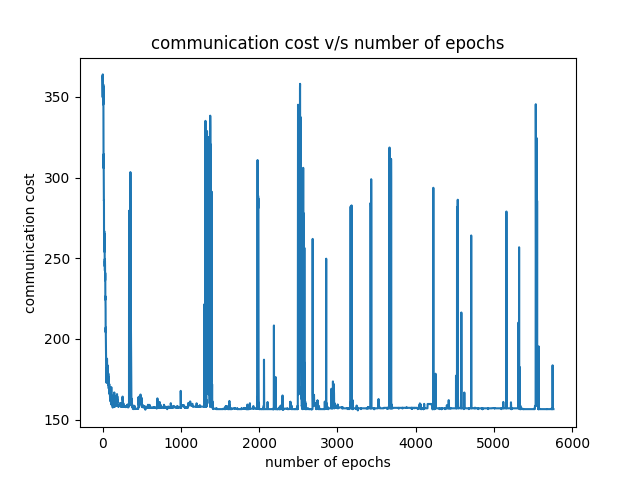 communication cost v/s number of epochs
350
300
250
200
150
communication cost
0 1000 2000 3000 4000 5000 6000
number of epochs